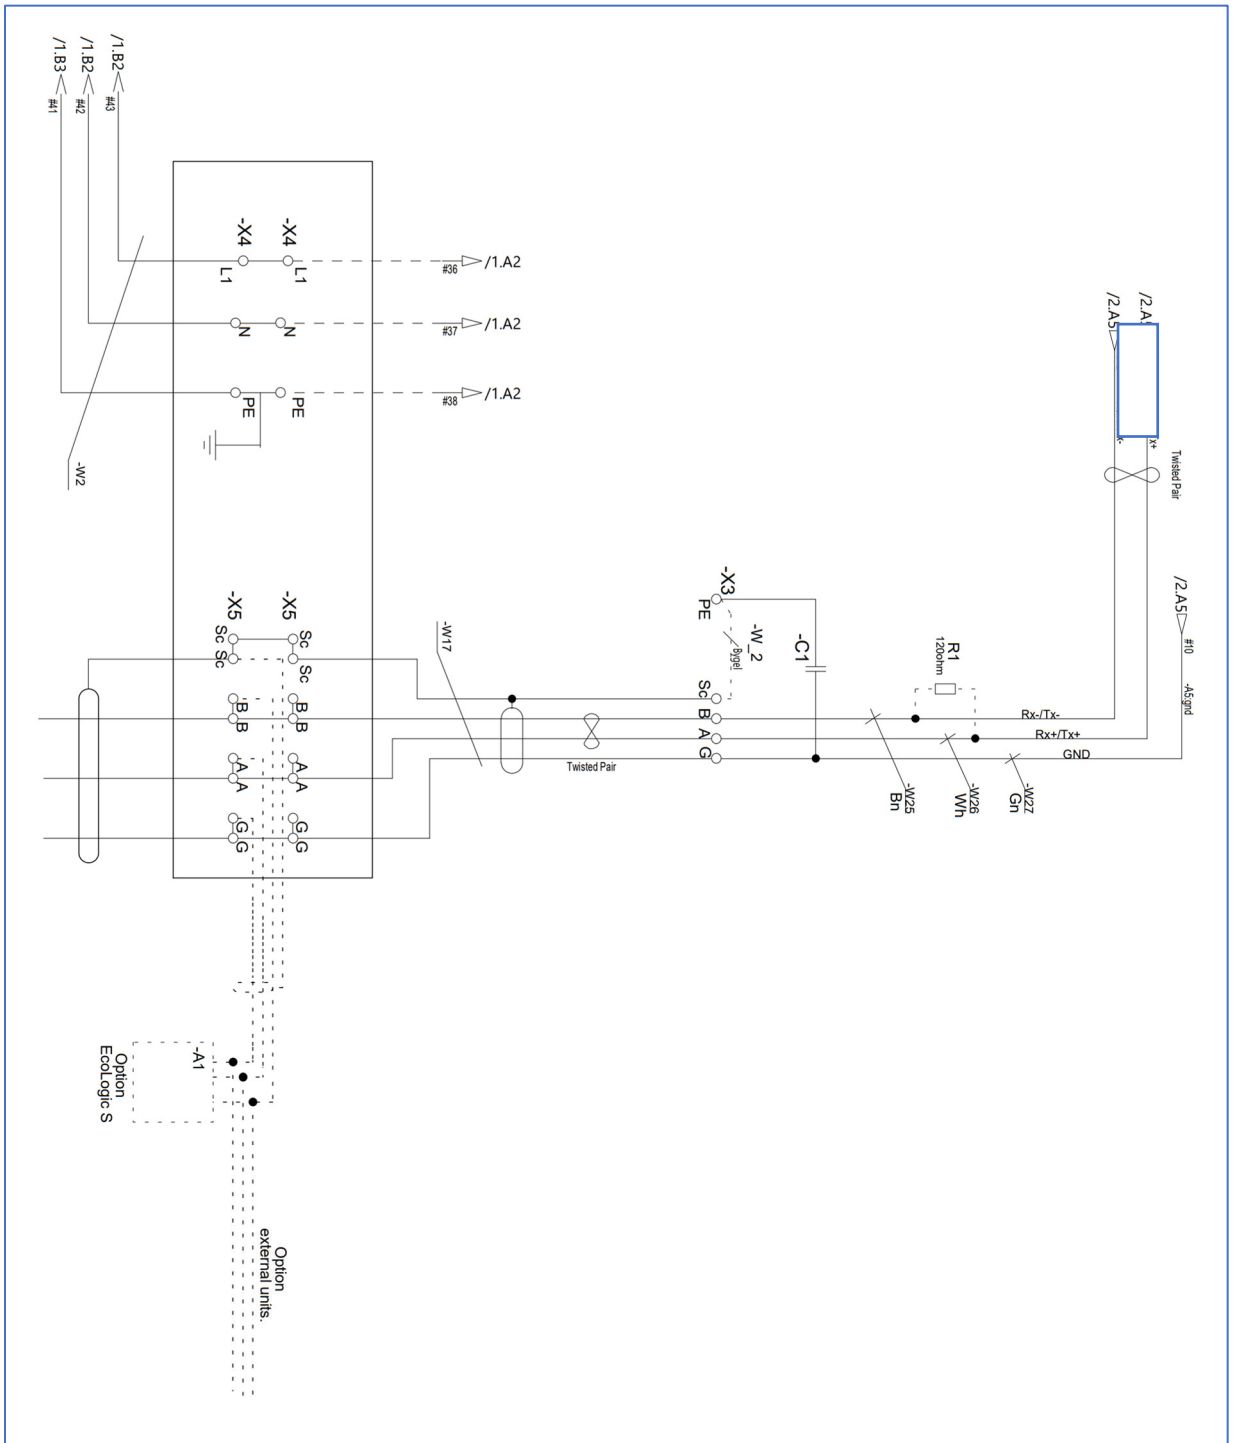 /1.B3
/1.B2
/1.B2
#41
#42
#43
-X4
-X4
L1
L1
#36
/1.A2
N
N
#37
/1.A2
PE
PE
#38
/1.A2
-W2
/2.A5
x-
x+
Twisted Pair
/2.A5
#10
-A5:gnd
-X5
-X5
Sc
Sc
Sc
Sc
B
B
B
B
A
A
A
A
G
G
G
G
-W17
Twisted Pair
-X3
PE
-W_2
Bygel
-C1
Sc
B
A
G
R1
120ohm
Rx-/Tx-
Rx+/Tx+
GND
-W25
Bn
-W26
Wh
-W27
Gn
-A1
Option
EcoLogic S
Option
external units.